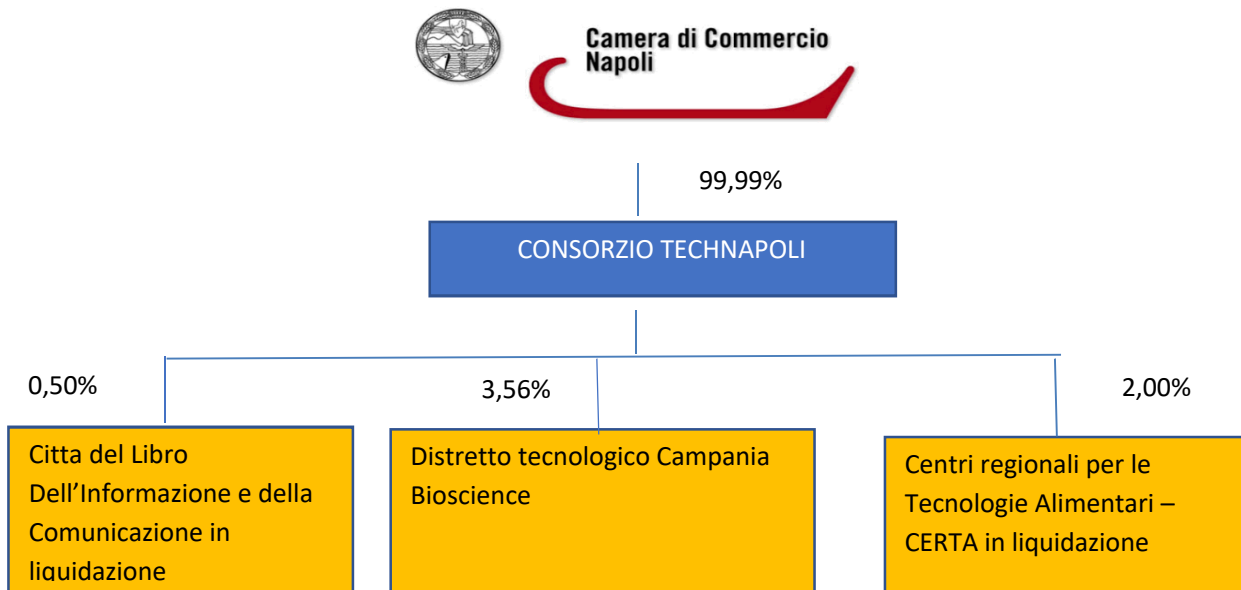 Camera di Commercio
Napoli
99,99%
CONSORZIO TECHNAPOLI
0,50%
3,56%
2,00%
Citta del Libro
Dell’Informazione e della
Comunicazione in
liquidazione
Distretto tecnologico Campania
Bioscience
Centri regionali per le
Tecnologie Alimentari –
CERTA in liquidazione